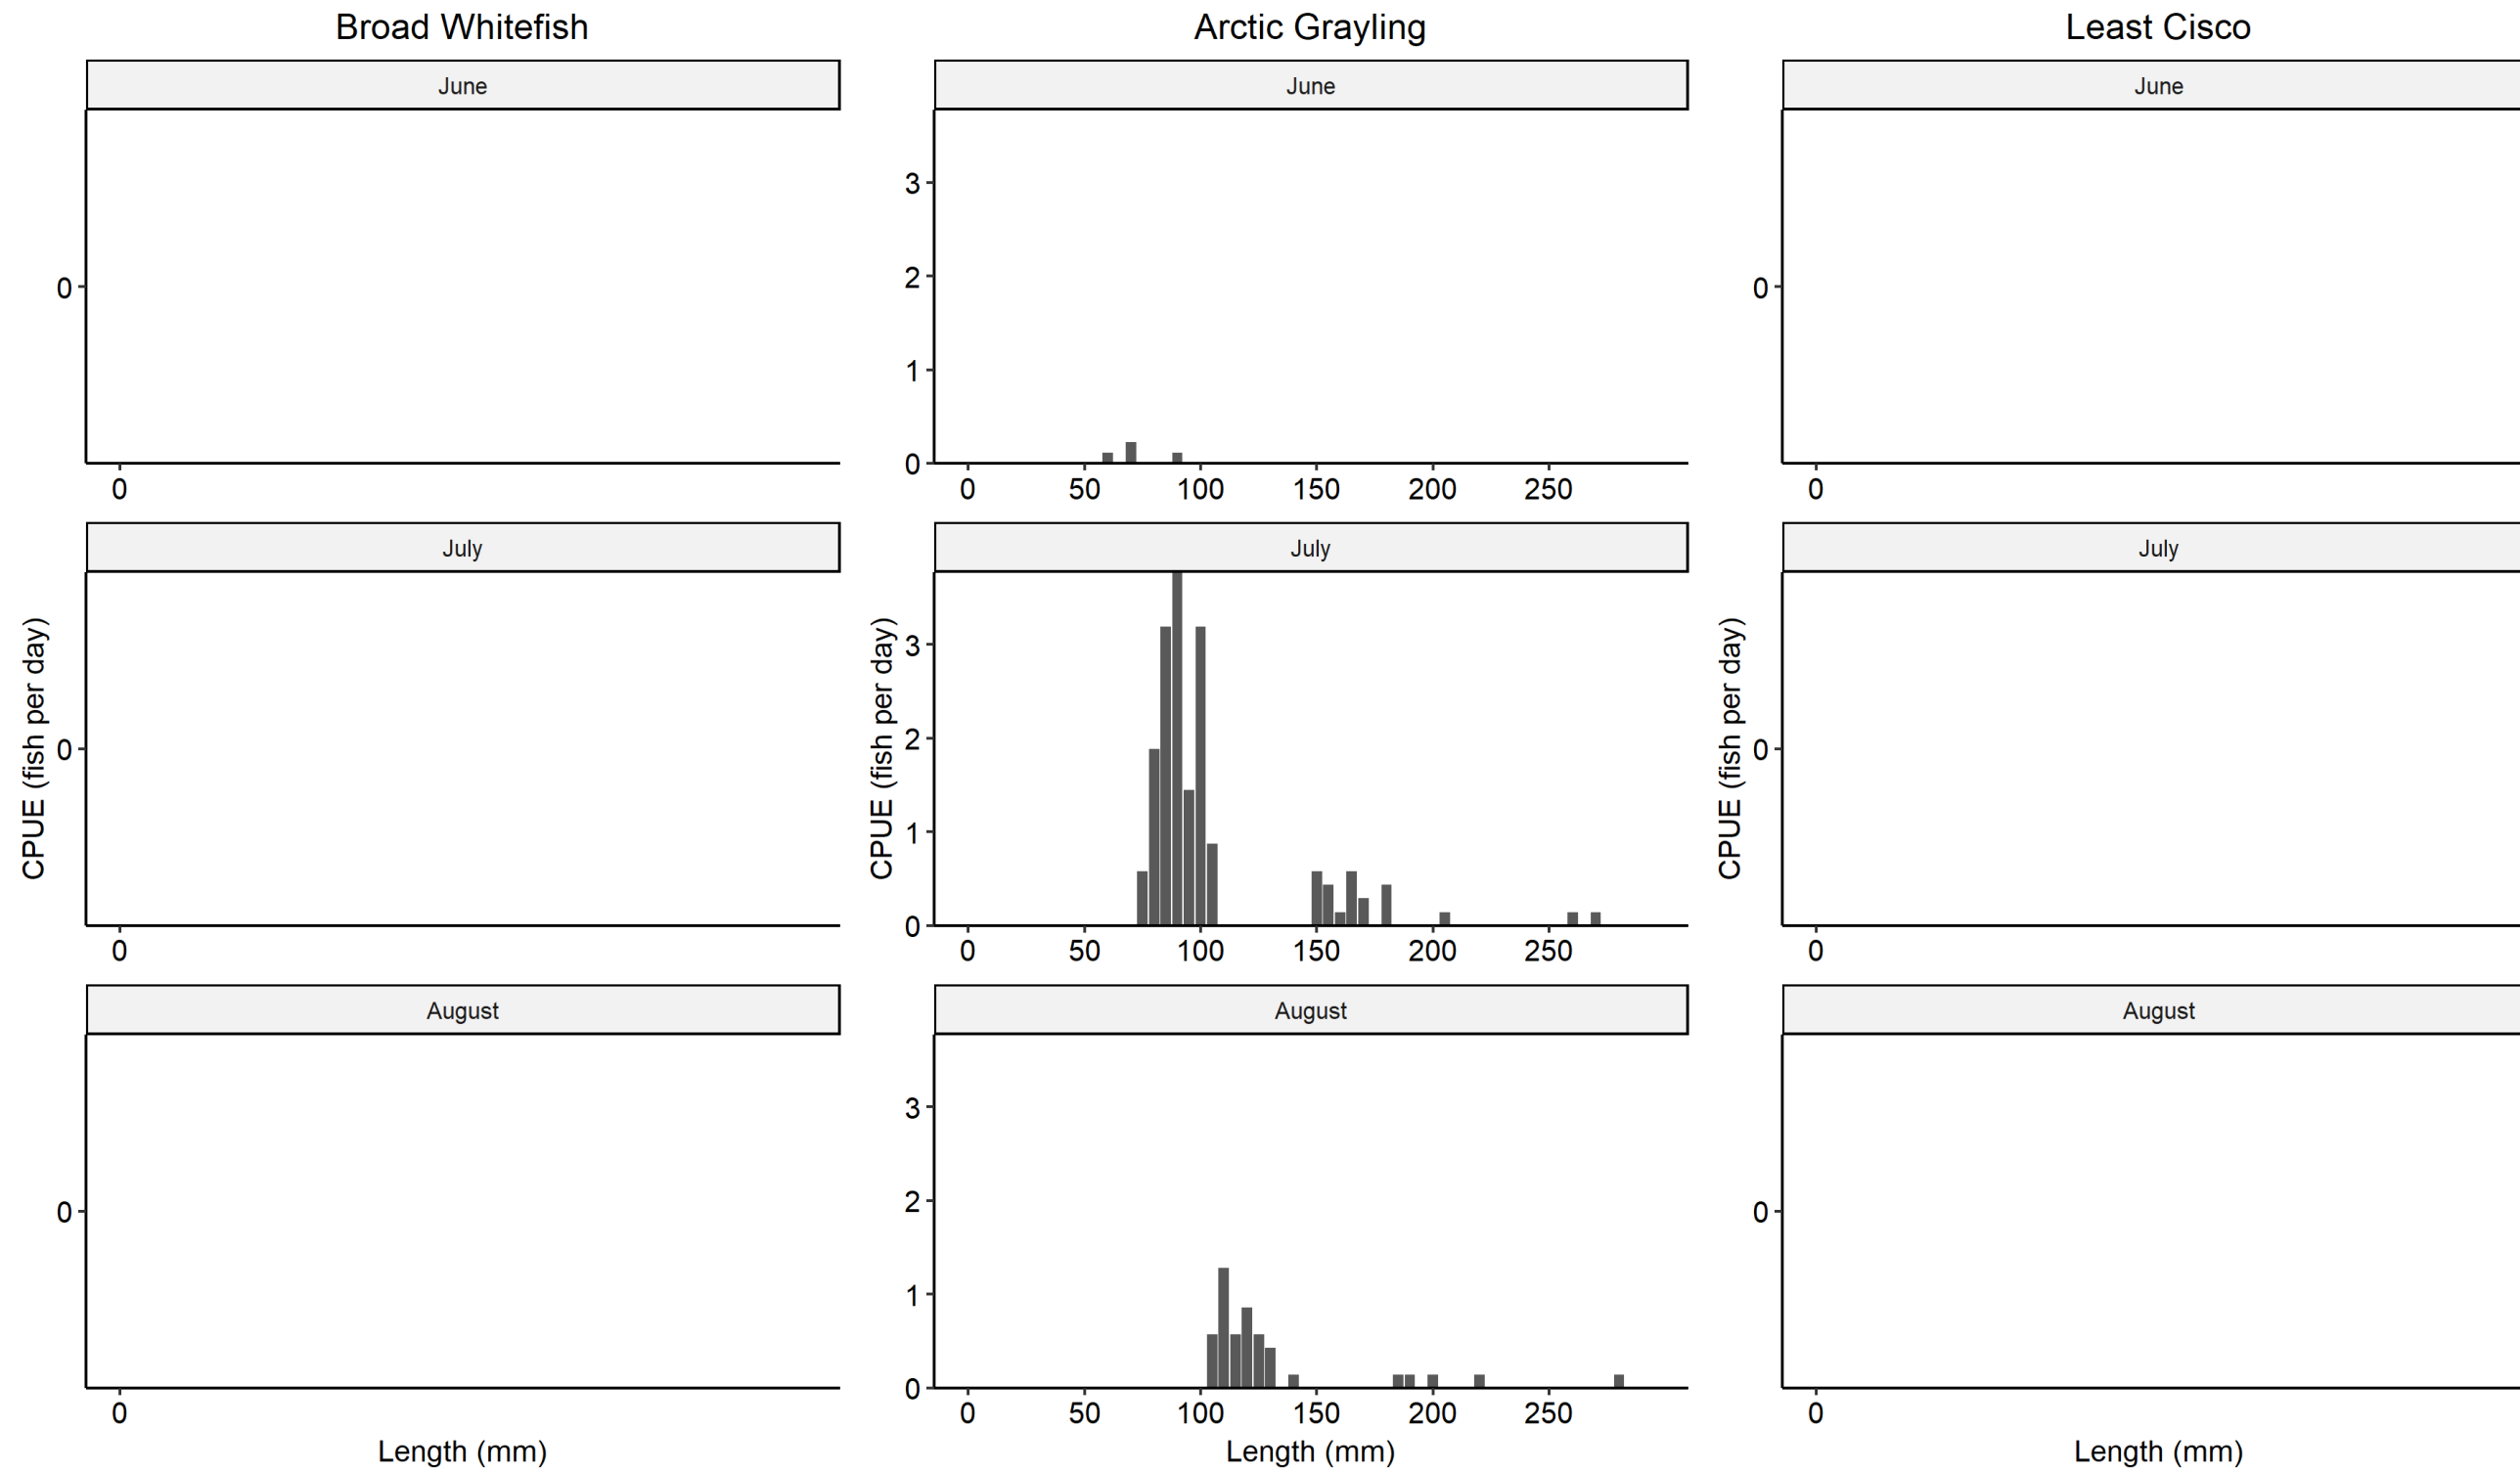 Broad Whitefish Arctic Grayling Least Cisco
June June June
3
2
0 0
1
0
0 0 50 100 150 200 250 0
July July July
CPUE (fish per day) CPUE (fish per day) CPUE (fish per day)
3
2
0 0
1
0
0 0 50 100 150 200 250 0
August August August
3
2
0 0
1
0
0 0 50 100 150 200 250 0
Length (mm) Length (mm) Length (mm)